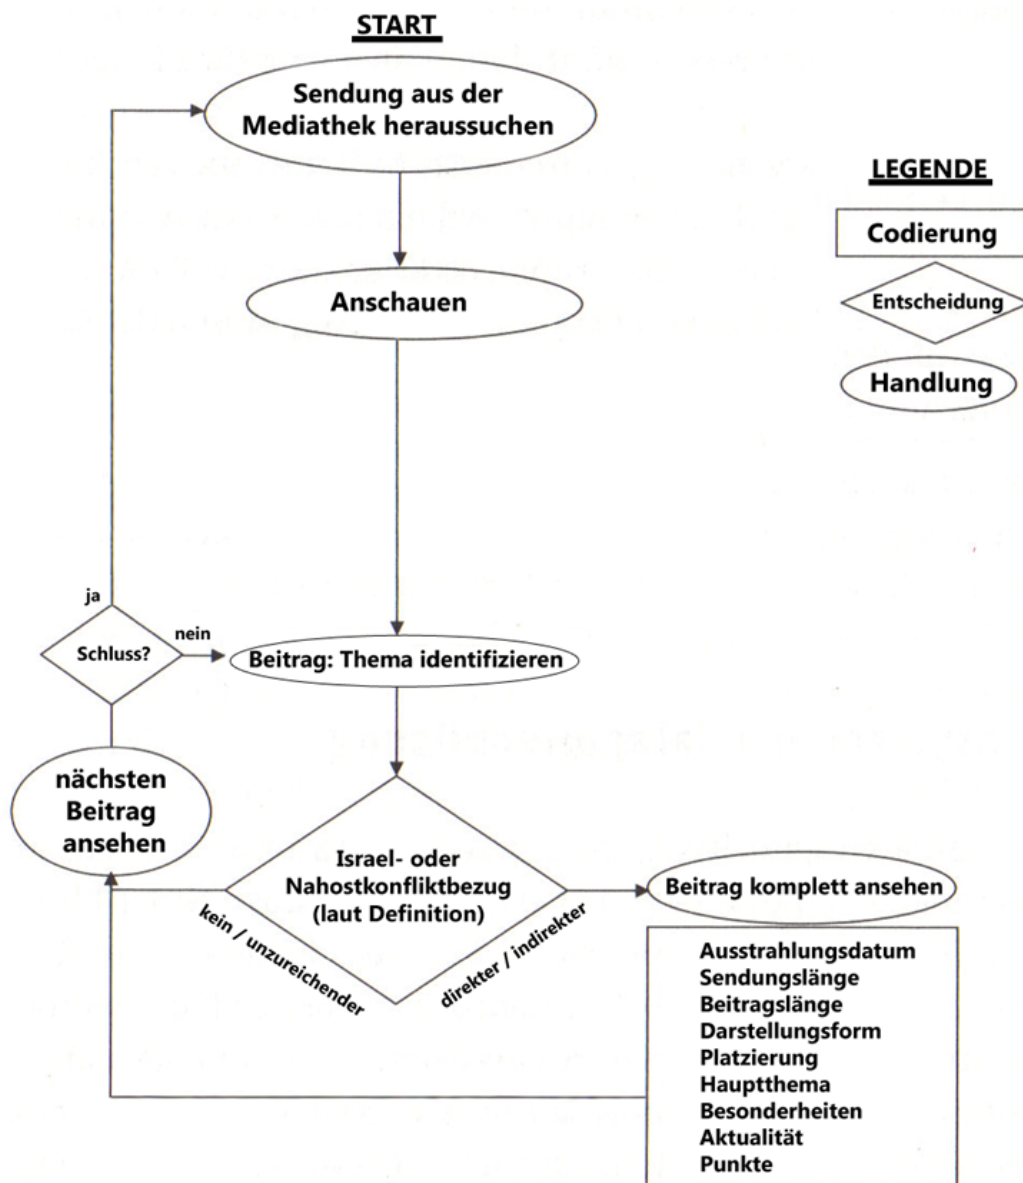 START
Sendung aus der
Mediathek heraussuchen
LEGENDE
Codierung
Entscheidung
Handlung
Anschauen
ja
nein
Schluss?
Beitrag: Thema identifizieren
nächsten
Beitrag
ansehen
Israel- oder
Nahostkonfliktbezug
(laut Definition)
kein / unzureichender
direkter / indirekter
Beitrag komplett ansehen
Ausstrahlungsdatum
Sendungslänge
Beitragslänge
Darstellungsform
Platzierung
Hauptthema
Besonderheiten
Aktualität
Punkte